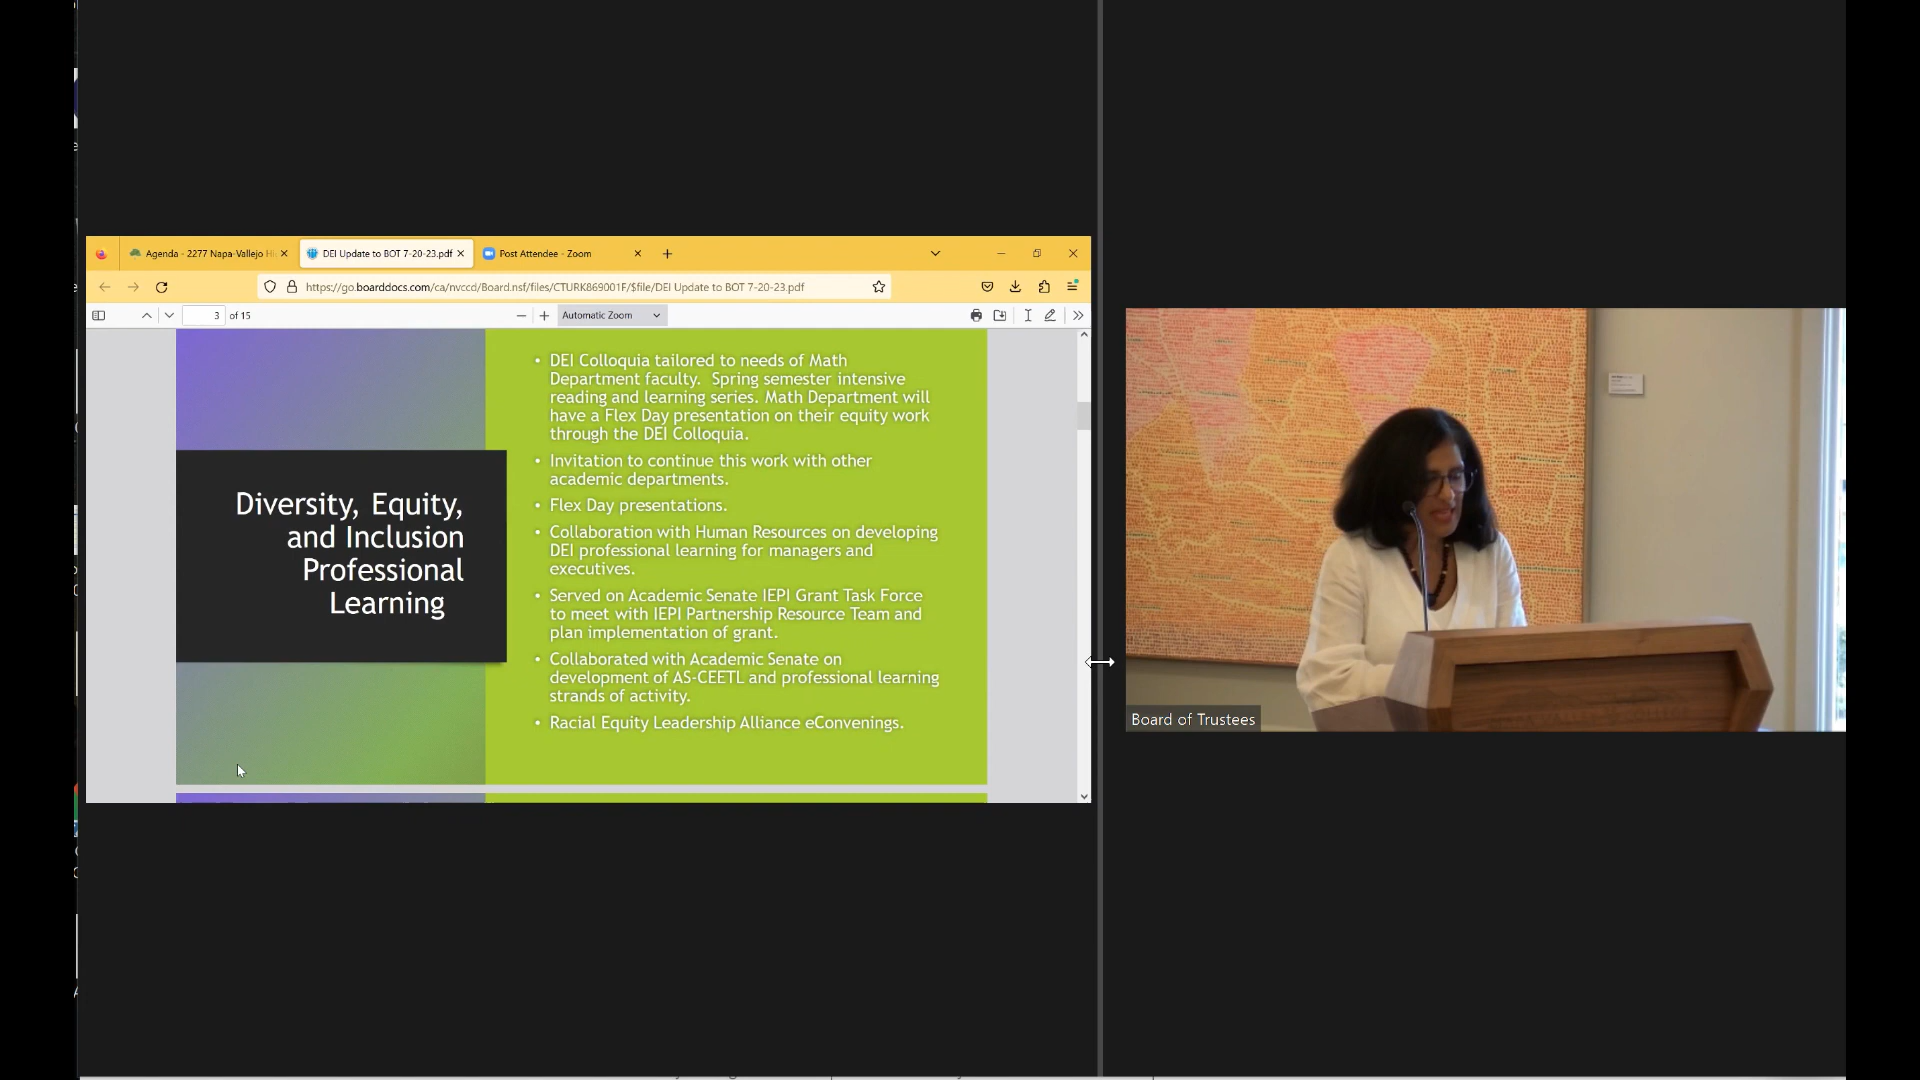 Agenda - 2277 Napa-Vallejo Hi
DEI Update to BOT 7-20-23.pdf
Post Attendee - Zoom
https://go.boarddocs.com/ca/nvccd/Board.nsf/files/CTURK869001F/$file/DEI Update to BOT 7-20-23.pdf
3 of 15
Automatic Zoom
Diversity, Equity,
and Inclusion
Professional
Learning
• DEI Colloquia tailored to needs of Math
Department faculty. Spring semester intensive
reading and learning series. Math Department will
have a Flex Day presentation on their equity work
through the DEI Colloquia.
• Invitation to continue this work with other
academic departments.
• Flex Day presentations.
• Collaboration with Human Resources on developing
DEI professional learning for managers and
executives.
• Served on Academic Senate IEPI Grant Task Force
to meet with IEPI Partnership Resource Team and
plan implementation of grant.
• Collaborated with Academic Senate on
development of AS-CEETL and professional learning
strands of activity.
• Racial Equity Leadership Alliance eConvenings.
Board of Trustees